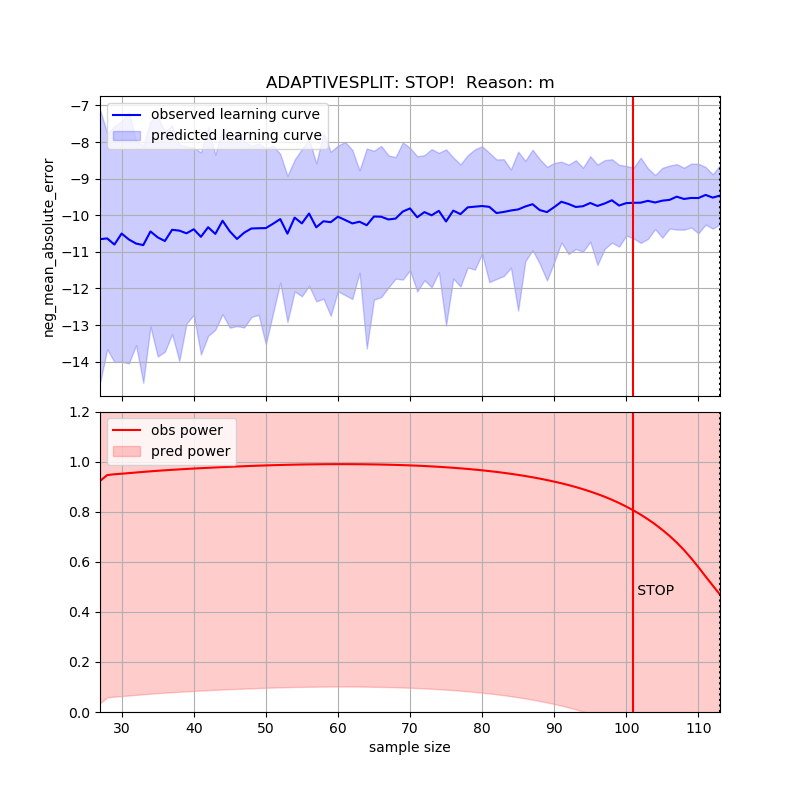 ADAPTIVESPLIT: STOP!  Reason: m
observed learning curve
predicted learning curve
neg_mean_absolute_error
−7
−8
−9
−10
−11
−12
−13
−14
obs power
pred power
1.2
1.0
0.8
0.6
0.4
0.2
0.0
STOP
30 40 50 60 70 80 90 100 110
sample size